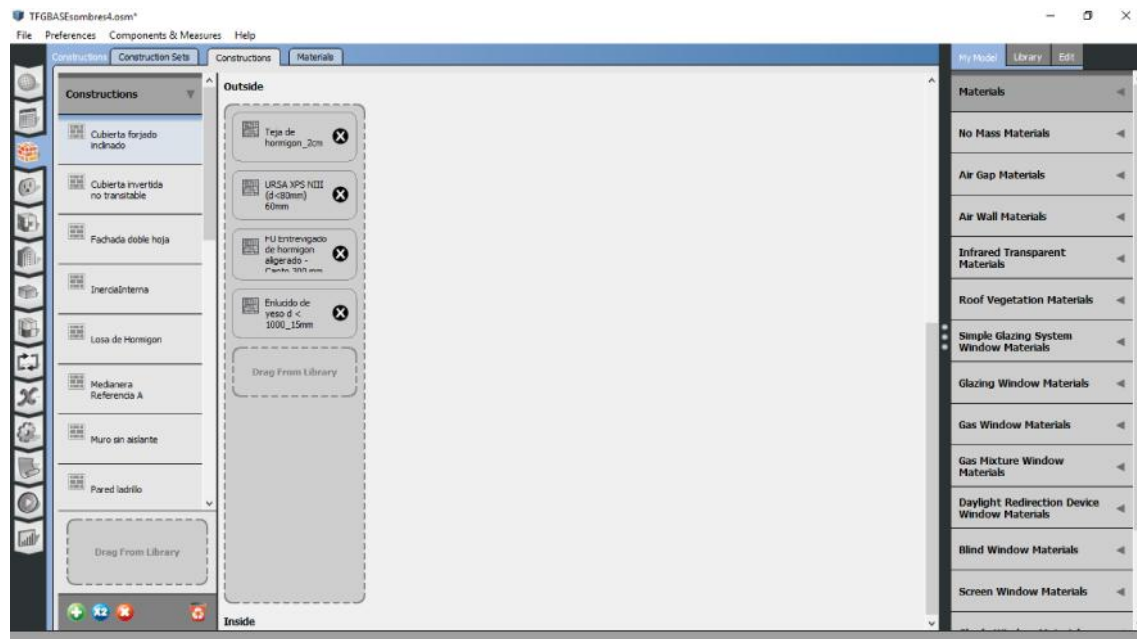 TFGBASEsombres4.osm*
File Preferences Components & Measures Help
Constructions Construction Sets Constructions Materials
My Model Library Edit
Constructions
Cubierta forjado
inclinado
Cubierta invertida
no transitable
Fachada doble hoja
InerciaInterna
Losa de Hormigon
Medianera
Referencia A
Muro sin aislante
Pared ladrillo
Drag From Library
Outside
Teja de
hormigon_2cm
URSA XPS NIII
(d<80mm)
60mm
FU Entrevigado
de hormigon
aligerado -
Canto 300 mm
Enlucido de
yeso d <
1000_15mm
Drag From Library
Inside
Materials
No Mass Materials
Air Gap Materials
Air Wall Materials
Infrared Transparent
Materials
Roof Vegetation Materials
Simple Glazing System
Window Materials
Glazing Window Materials
Gas Window Materials
Gas Mixture Window
Materials
Daylight Redirection Device
Window Materials
Blind Window Materials
Screen Window Materials